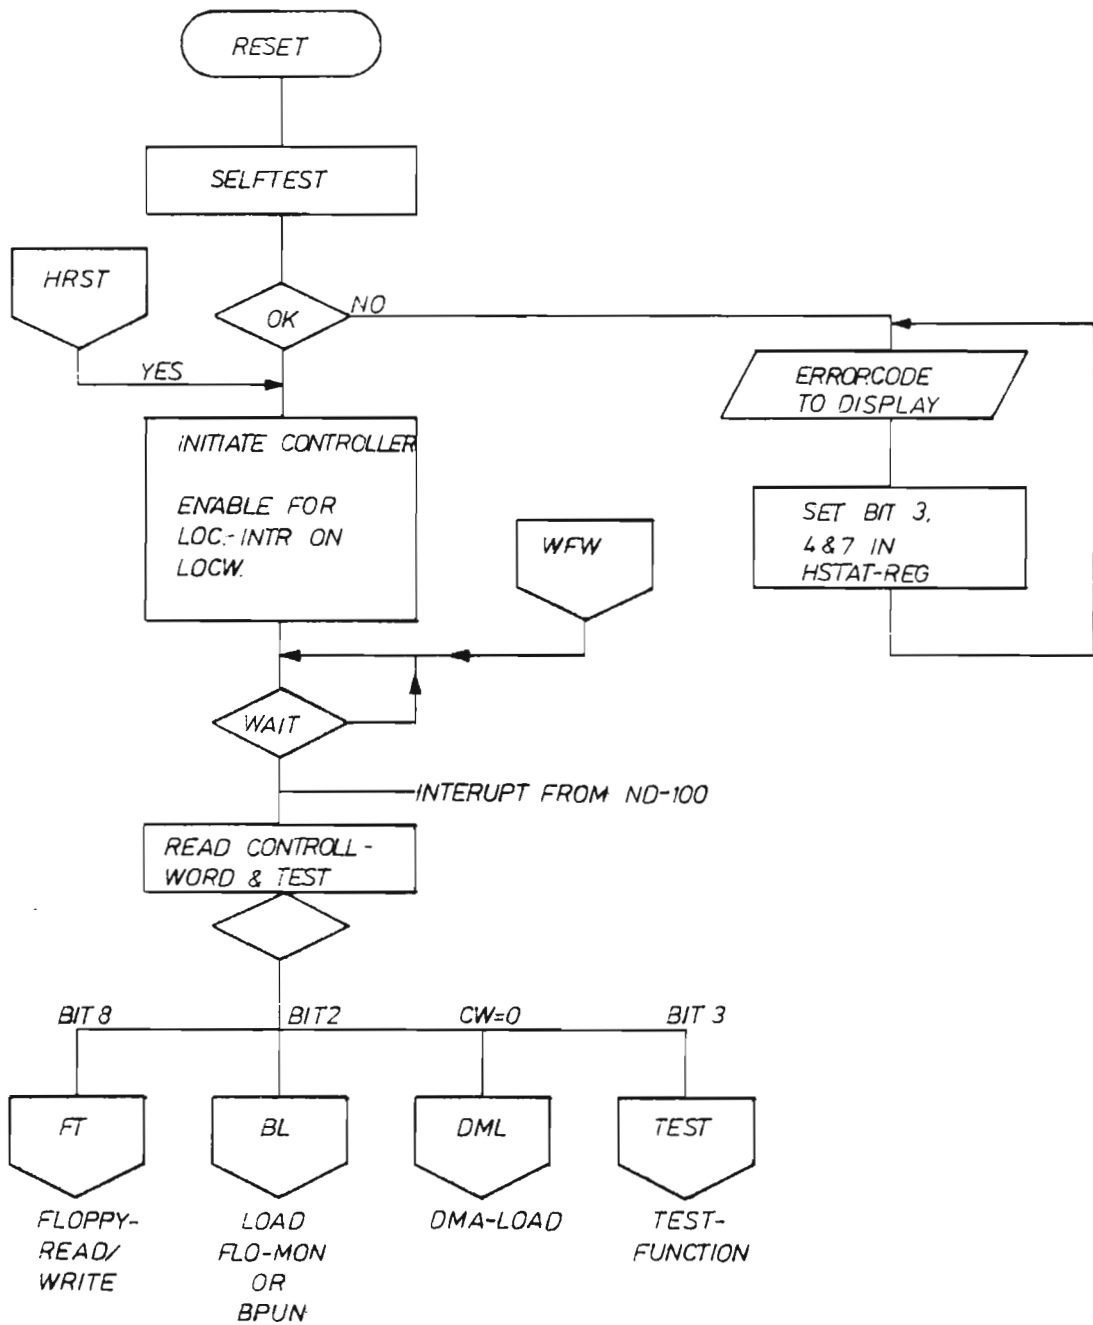 RESET
SELFTEST
HRST
OK
NO
YES
ERRORCODE
TO DISPLAY
INITIATE CONTROLLER
ENABLE FOR
LOC.-INTR ON
LOCW.
SET BIT 3,
4&7 IN
HSTAT-REG
WFW
WAIT
INTERUPT FROM ND-100
READ CONTROLL-
WORD & TEST
BIT 8
BIT2
CW=0
BIT 3
FT
BL
DML
TEST
FLOPPY-
READ/
WRITE
LOAD
FLO-MON
OR
BPUN
DMA-LOAD
TEST-
FUNCTION